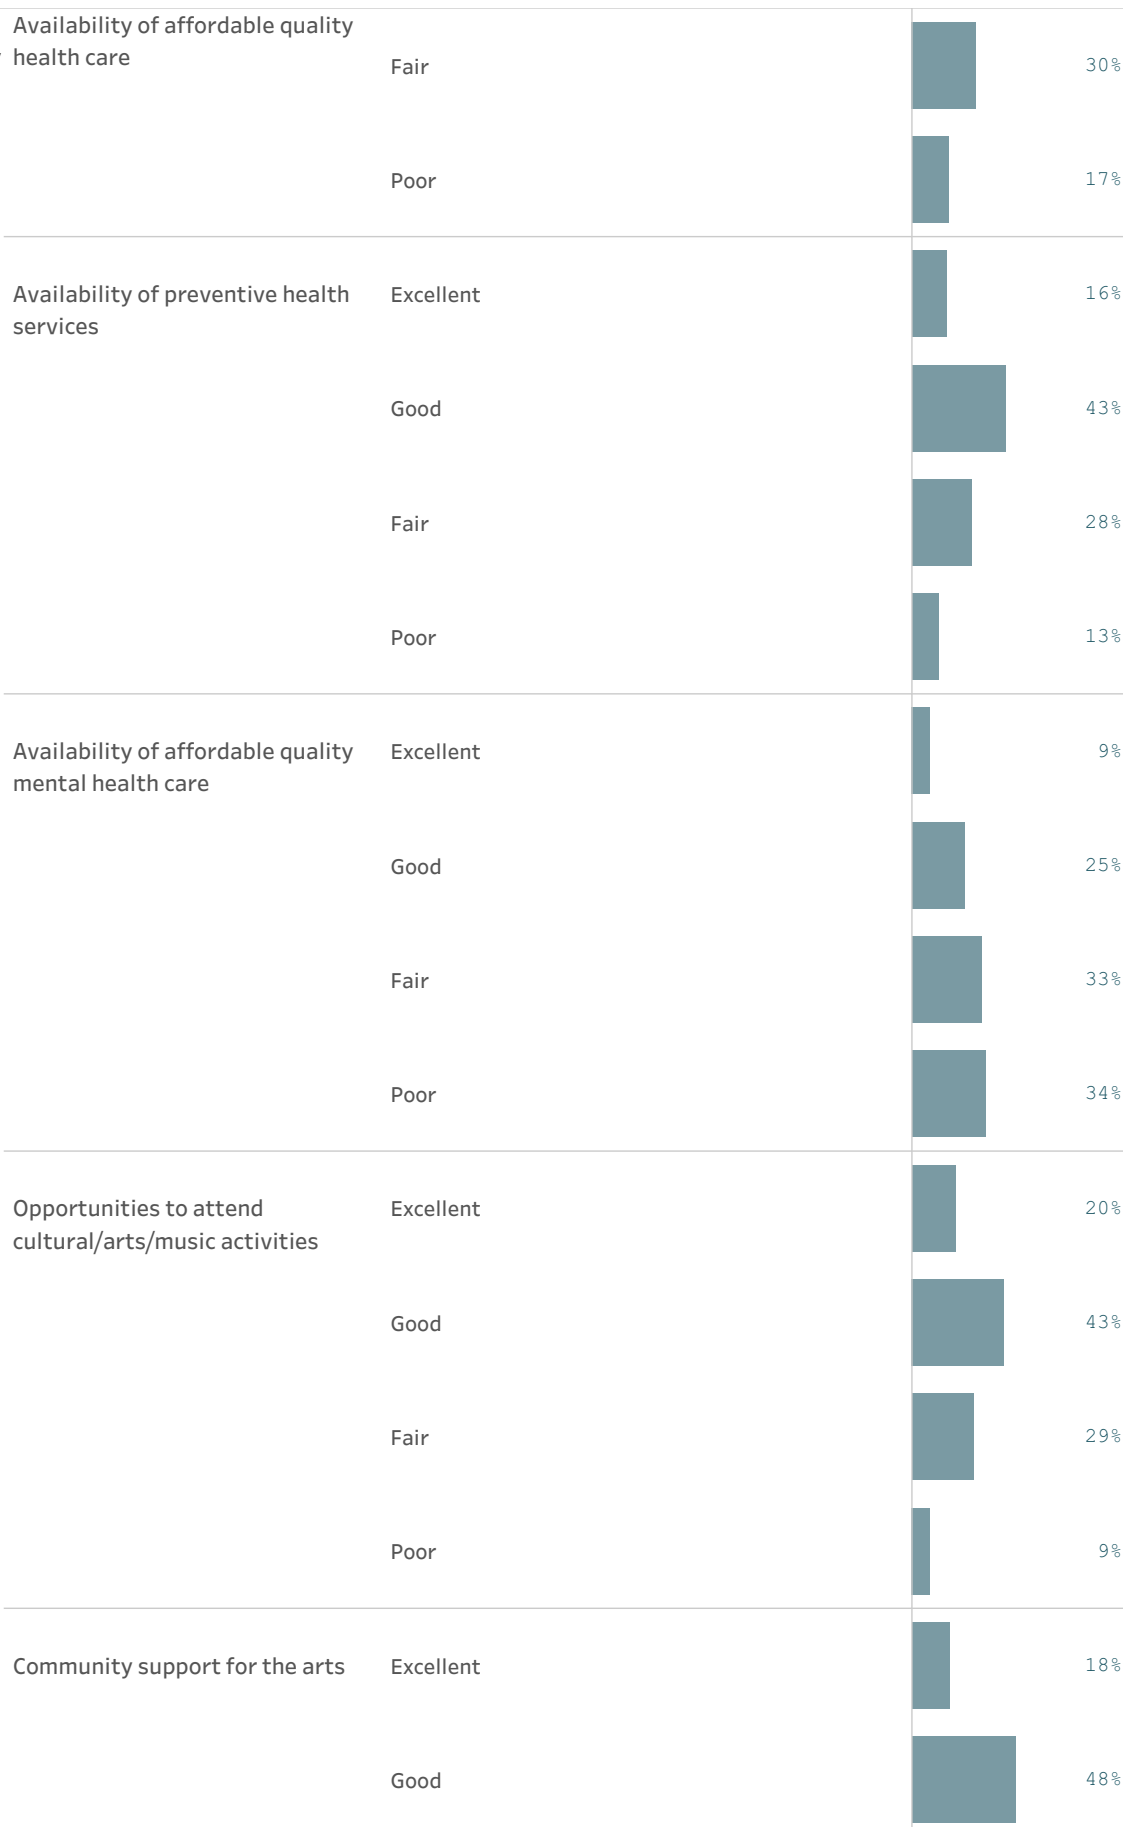 Availability of affordable quality
health care
Fair 30%
Poor 17%
Availability of preventive health
services
Excellent 16%
Good 43%
Fair 28%
Poor 13%
Availability of affordable quality
mental health care
Excellent 9%
Good 25%
Fair 33%
Poor 34%
Opportunities to attend
cultural/arts/music activities
Excellent 20%
Good 43%
Fair 29%
Poor 9%
Community support for the arts
Excellent 18%
Good 48%